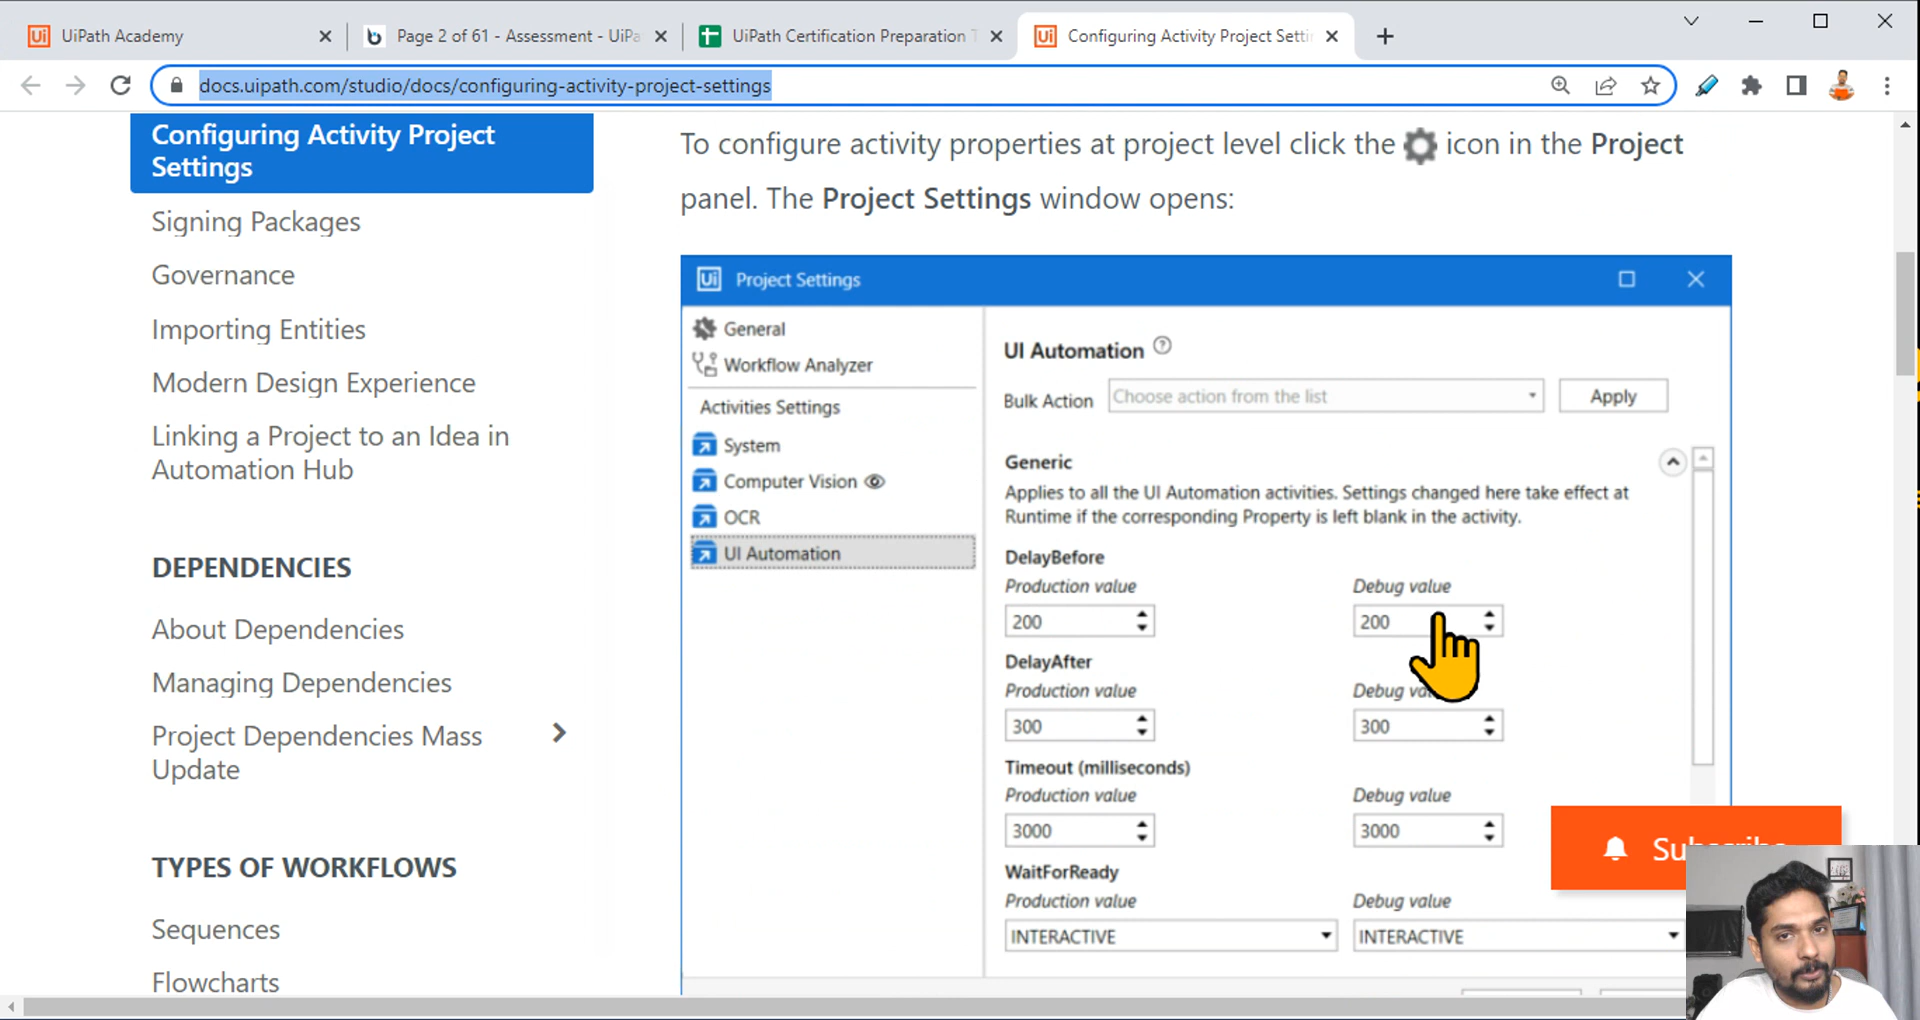 UiPath Academy
Page 2 of 61 - Assessment - UiPa
UiPath Certification Preparation T
Configuring Activity Project Setti
docs.uipath.com/studio/docs/configuring-activity-project-settings
Configuring Activity Project
Settings
Signing Packages
Governance
Importing Entities
Modern Design Experience
Linking a Project to an Idea in
Automation Hub
DEPENDENCIES
About Dependencies
Managing Dependencies
Project Dependencies Mass
Update
TYPES OF WORKFLOWS
Sequences
Flowcharts
To configure activity properties at project level click the icon in the Project
panel. The Project Settings window opens:
Ui Project Settings
General
Workflow Analyzer
Activities Settings
System
Computer Vision
OCR
UI Automation
UI Automation ?
Bulk Action Choose action from the list Apply
Generic
Applies to all the UI Automation activities. Settings changed here take effect at
Runtime if the corresponding Property is left blank in the activity.
DelayBefore
Production value Debug value
200 200
DelayAfter
Production value Debug
300 300
Timeout (milliseconds)
Production value Debug value
3000 3000
WaitForReady
Production value Debug value
INTERACTIVE INTERACTIVE